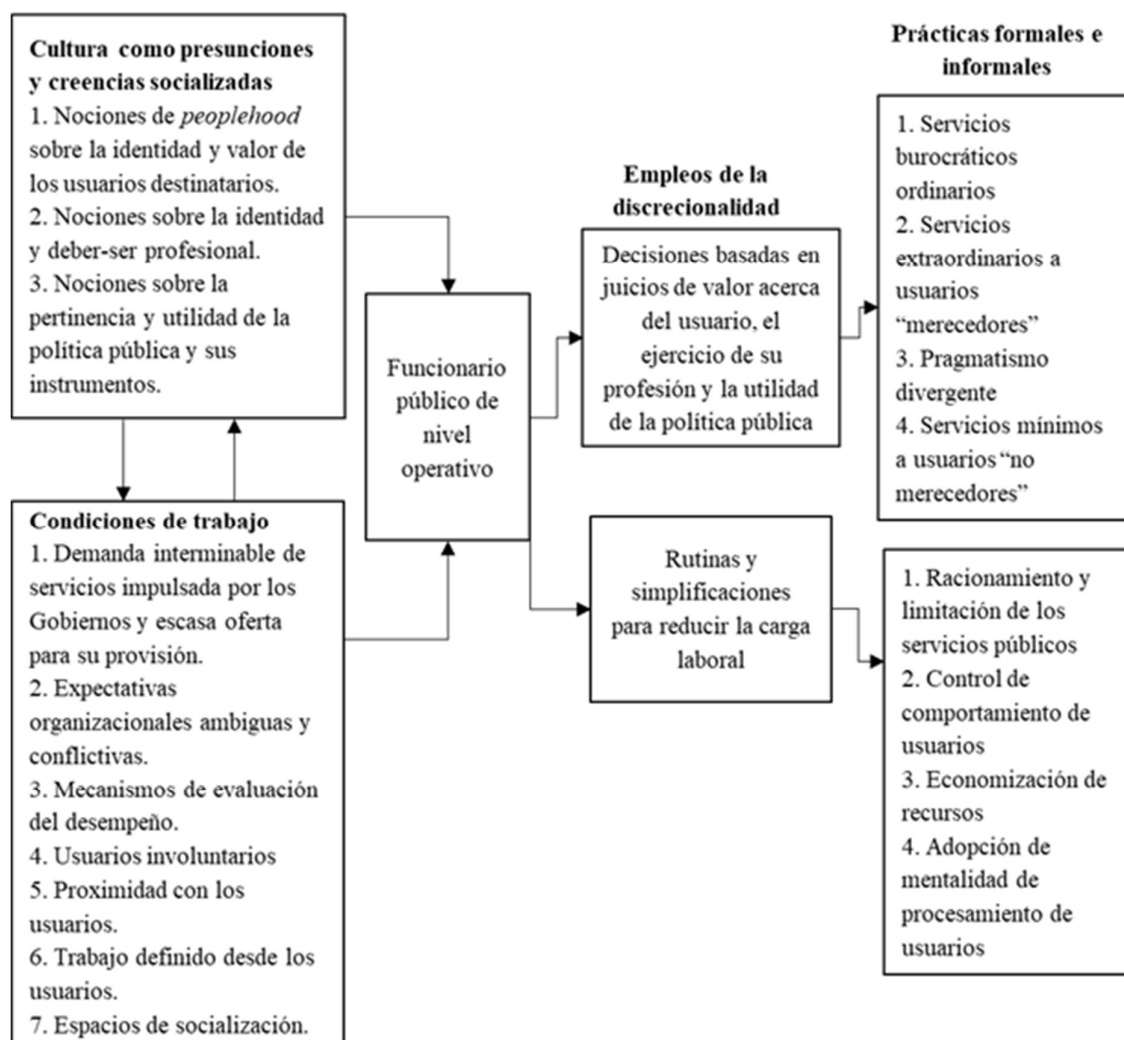 Cultura como presunciones
y creencias socializadas
1. Nociones de peoplehood
sobre la identidad y valor de
los usuarios destinatarios.
2. Nociones sobre la identidad
y deber-ser profesional.
3. Nociones sobre la
pertinencia y utilidad de la
política pública y sus
instrumentos.
Condiciones de trabajo
1. Demanda interminable de
servicios impulsada por los
Gobiernos y escasa oferta
para su provisión.
2. Expectativas
organizacionales ambiguas y
conflictivas.
3. Mecanismos de evaluación
del desempeño.
4. Usuarios involuntarios
5. Proximidad con los
usuarios.
6. Trabajo definido desde los
usuarios.
7. Espacios de socialización.
Funcionario
público de
nivel
operativo
Empleos de la
discrecionalidad
Decisiones basadas en
juicios de valor acerca
del usuario, el
ejercicio de su
profesión y la utilidad
de la política pública
Rutinas y
simplificaciones
para reducir la carga
laboral
Prácticas formales e
informales
1. Servicios
burocráticos
ordinarios
2. Servicios
extraordinarios a
usuarios
“merecedores”
3. Pragmatismo
divergente
4. Servicios mínimos
a usuarios “no
merecedores”
1. Racionamiento y
limitación de los
servicios públicos
2. Control de
comportamiento de
usuarios
3. Economización de
recursos
4. Adopción de
mentalidad de
procesamiento de
usuarios